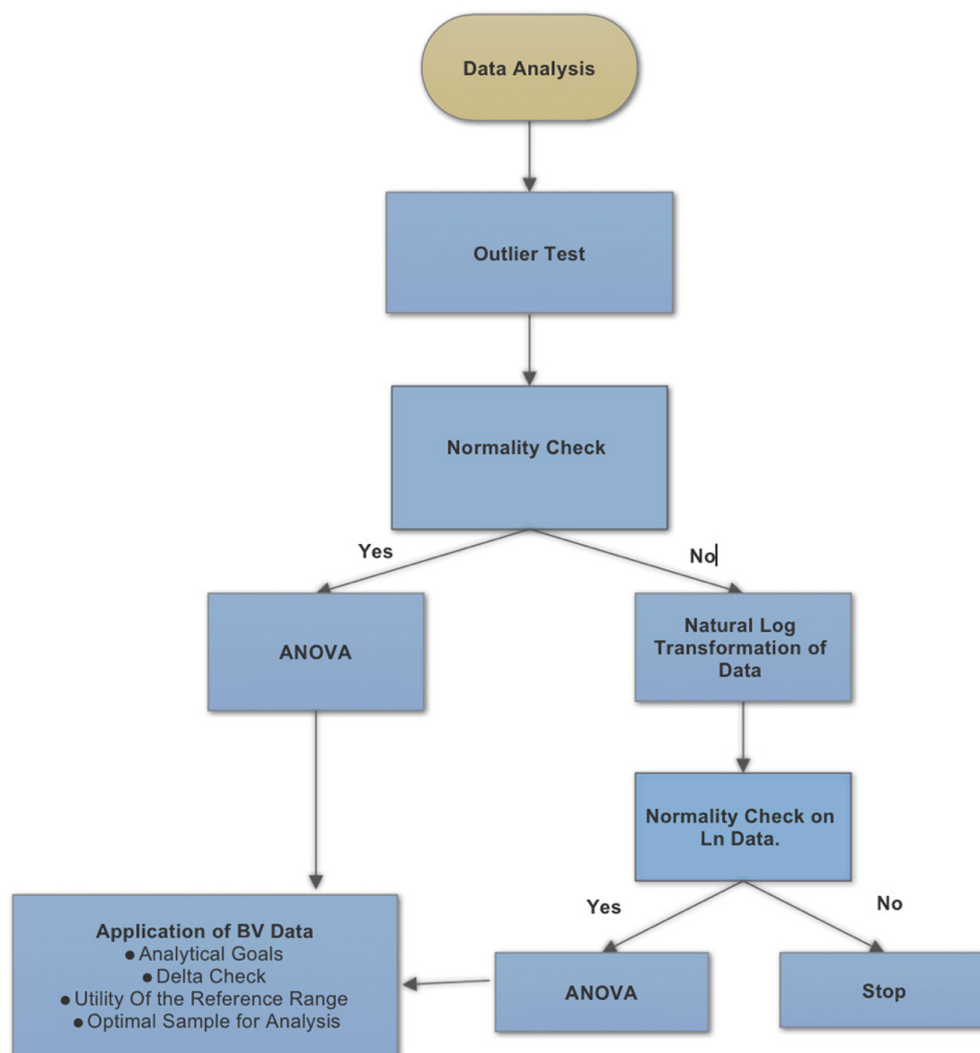 Data Analysis
Outlier Test
Normality Check
Yes
No
ANOVA
Natural Log
Transformation of
Data
Normality Check on
Ln Data.
Yes
No
Application of BV Data
● Analytical Goals
● Delta Check
● Utility Of the Reference Range
● Optimal Sample for Analysis
ANOVA
Stop